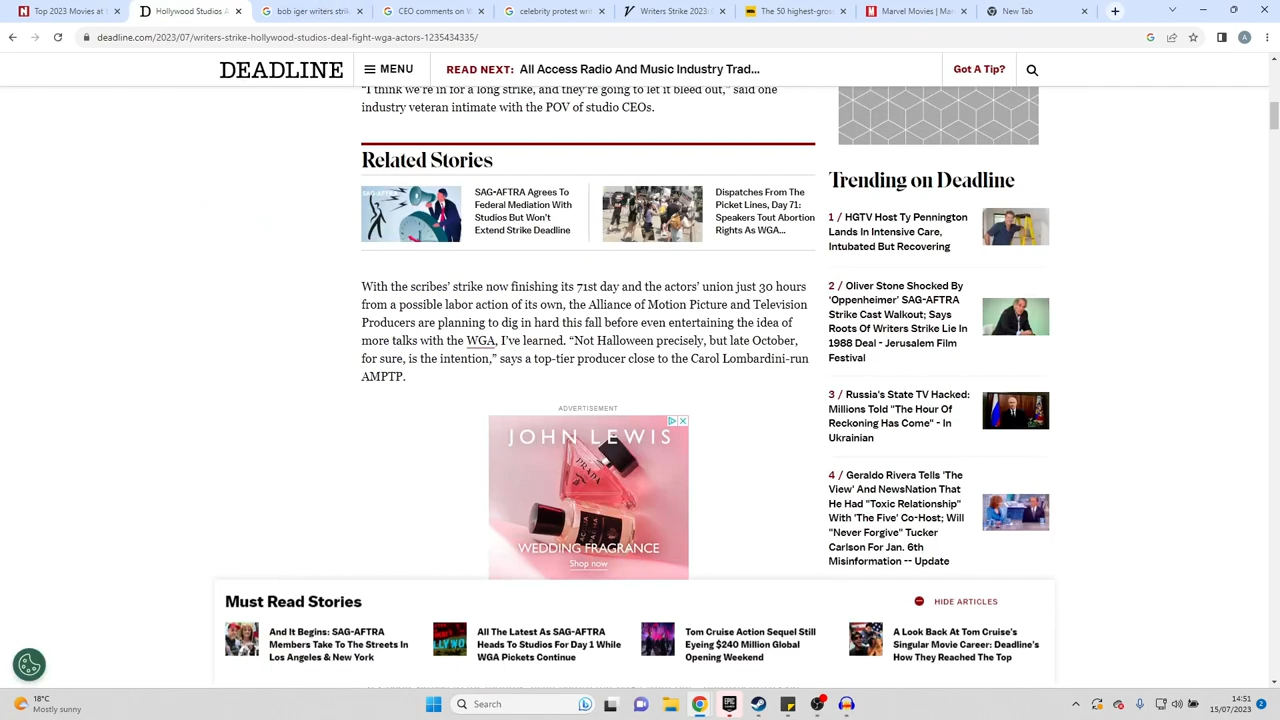 Top 2023 Movies at
Hollywood Studios
bob iger writers st
CEO comments on
celebrity protest wr
Writers Strike 2023:
The 50 highest-gros
New Tab
deadline.com/2023/07/writers-strike-hollywood-studios-deal-fight-wga-actors-1235434335/
DEADLINE
MENU
READ NEXT: All Access Radio And Music Industry Trad...
Got A Tip?
"I think we're in for a long strike, and they're going to let it bleed out," said one
industry veteran intimate with the POV of studio CEOs.
Related Stories
SAG-AFTRA Agrees To
Federal Mediation With
Studios But Won't
Extend Strike Deadline
Dispatches From The
Picket Lines, Day 71:
Speakers Tout Abortion
Rights As WGA...
With the scribes' strike now finishing its 71st day and the actors' union just 30 hours
from a possible labor action of its own, the Alliance of Motion Picture and Television
Producers are planning to dig in hard this fall before even entertaining the idea of
more talks with the WGA, I've learned. "Not Halloween precisely, but late October,
for sure, is the intention," says a top-tier producer close to the Carol Lombardini-run
AMPTP.
ADVERTISEMENT
JOHN LEWIS
PRADA
WEDDING FRAGRANCE
Shop now
Trending on Deadline
1 / HGTV Host Ty Pennington
Lands In Intensive Care,
Intubated But Recovering
2 / Oliver Stone Shocked By
'Oppenheimer' SAG-AFTRA
Strike Cast Walkout; Says
Roots Of Writers Strike Lie In
1988 Deal – Jerusalem Film
Festival
3 / Russia's State TV Hacked:
Millions Told "The Hour Of
Reckoning Has Come" – In
Ukrainian
4 / Geraldo Rivera Tells 'The
View' And NewsNation That
He Had "Toxic Relationship"
With 'The Five' Co-Host; Will
"Never Forgive" Tucker
Carlson For Jan. 6th
Misinformation -- Update
Must Read Stories
HIDE ARTICLES
And It Begins: SAG-AFTRA
Members Take To The Streets In
Los Angeles & New York
All The Latest As SAG-AFTRA
Heads To Studios For Day 1 While
WGA Pickets Continue
Tom Cruise Action Sequel Still
Eyeing $240 Million Global
Opening Weekend
A Look Back At Tom Cruise's
Singular Movie Career: Deadline's
How They Reached The Top
18°C
Mostly sunny
Search
14:51
15/07/2023